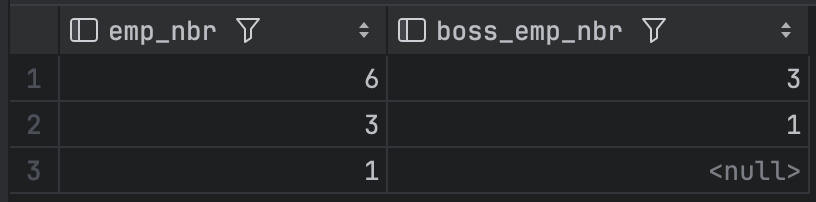 emp_nbr boss_emp_nbr
1 6 3
2 3 1
3 1 <null>